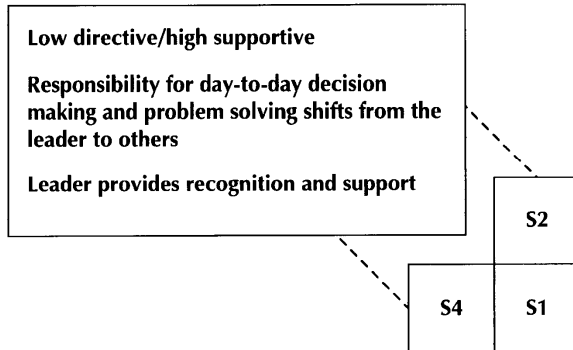 Low directive/high supportive
Responsibility for day-to-day decision
making and problem solving shifts from the
leader to others
Leader provides recognition and support
S2
S4 S1